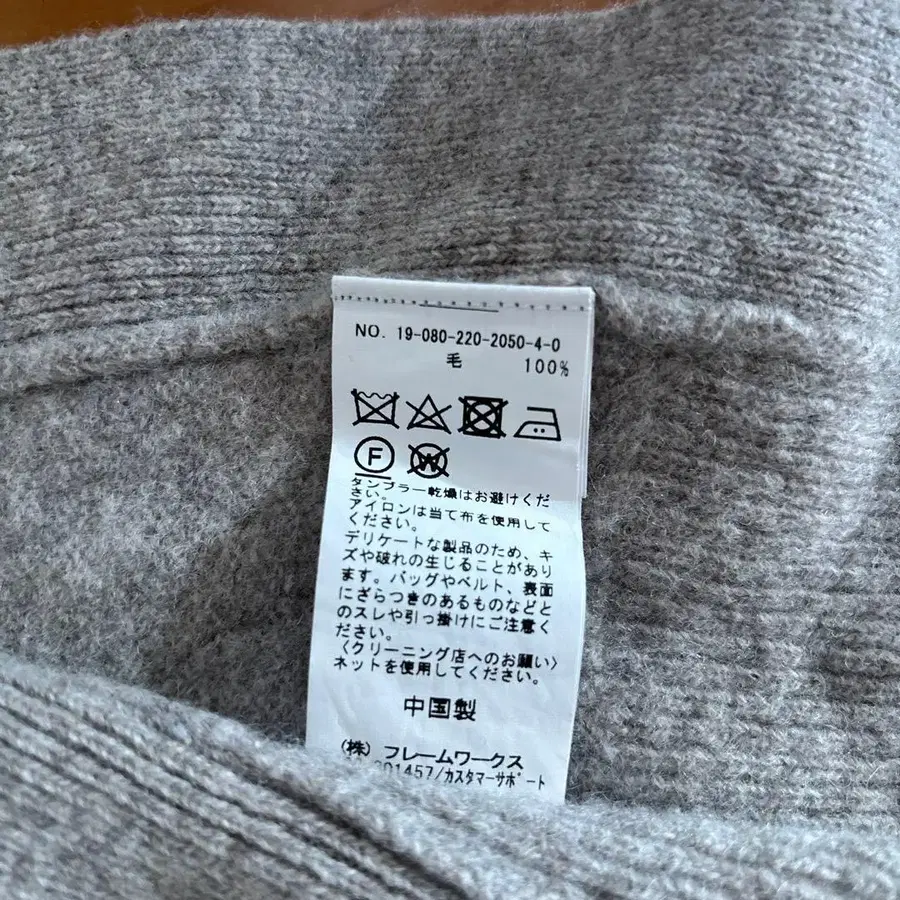 NO. 19-080-220-2050-4-0
毛 100%
F W
タンブラー乾燥はお避けくだ
さい。
アイロンは当て布を使用して
ください。
デリケートな製品のため、キ
ズや破れの生じることがあり
ます。バッグやベルト、表面
にざらつきのあるものなどと
のスレや引っ掛けにご注意く
ださい。
〈クリーニング店へのお願い〉
ネットを使用してください。
中国製
(株) フレームワークス
301457/カスタマーサポート